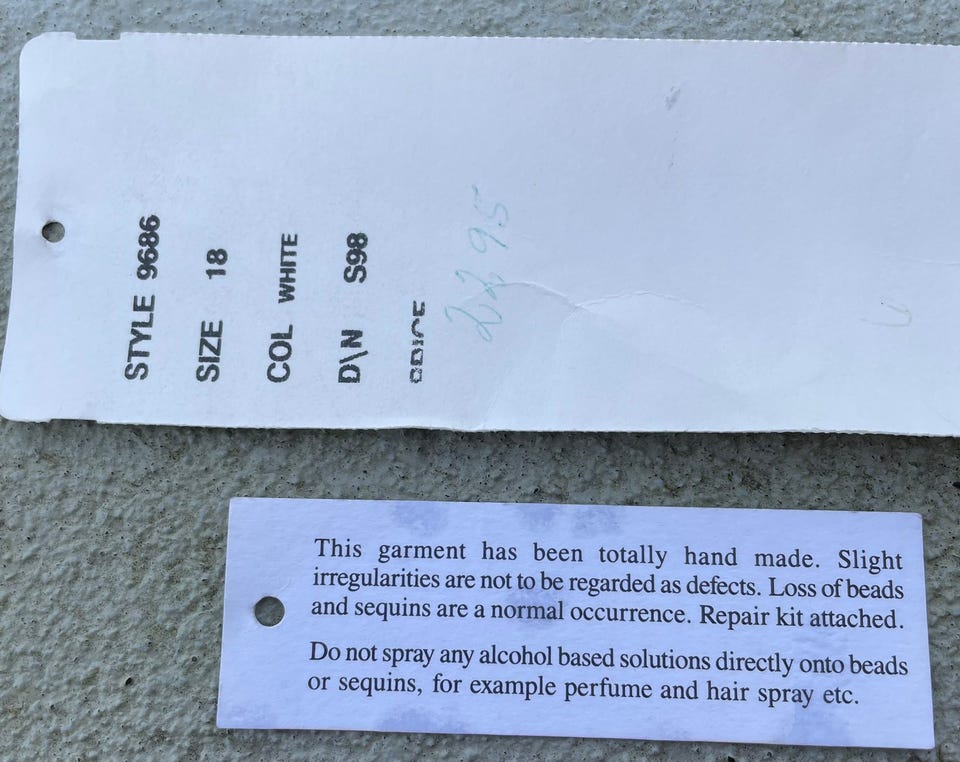 STYLE 9686
SIZE 18
COL WHITE
D\N S98
PRICE
2295
This garment has been totally hand made. Slight
irregularities are not to be regarded as defects. Loss of beads
and sequins are a normal occurrence. Repair kit attached.
Do not spray any alcohol based solutions directly onto beads
or sequins, for example perfume and hair spray etc.